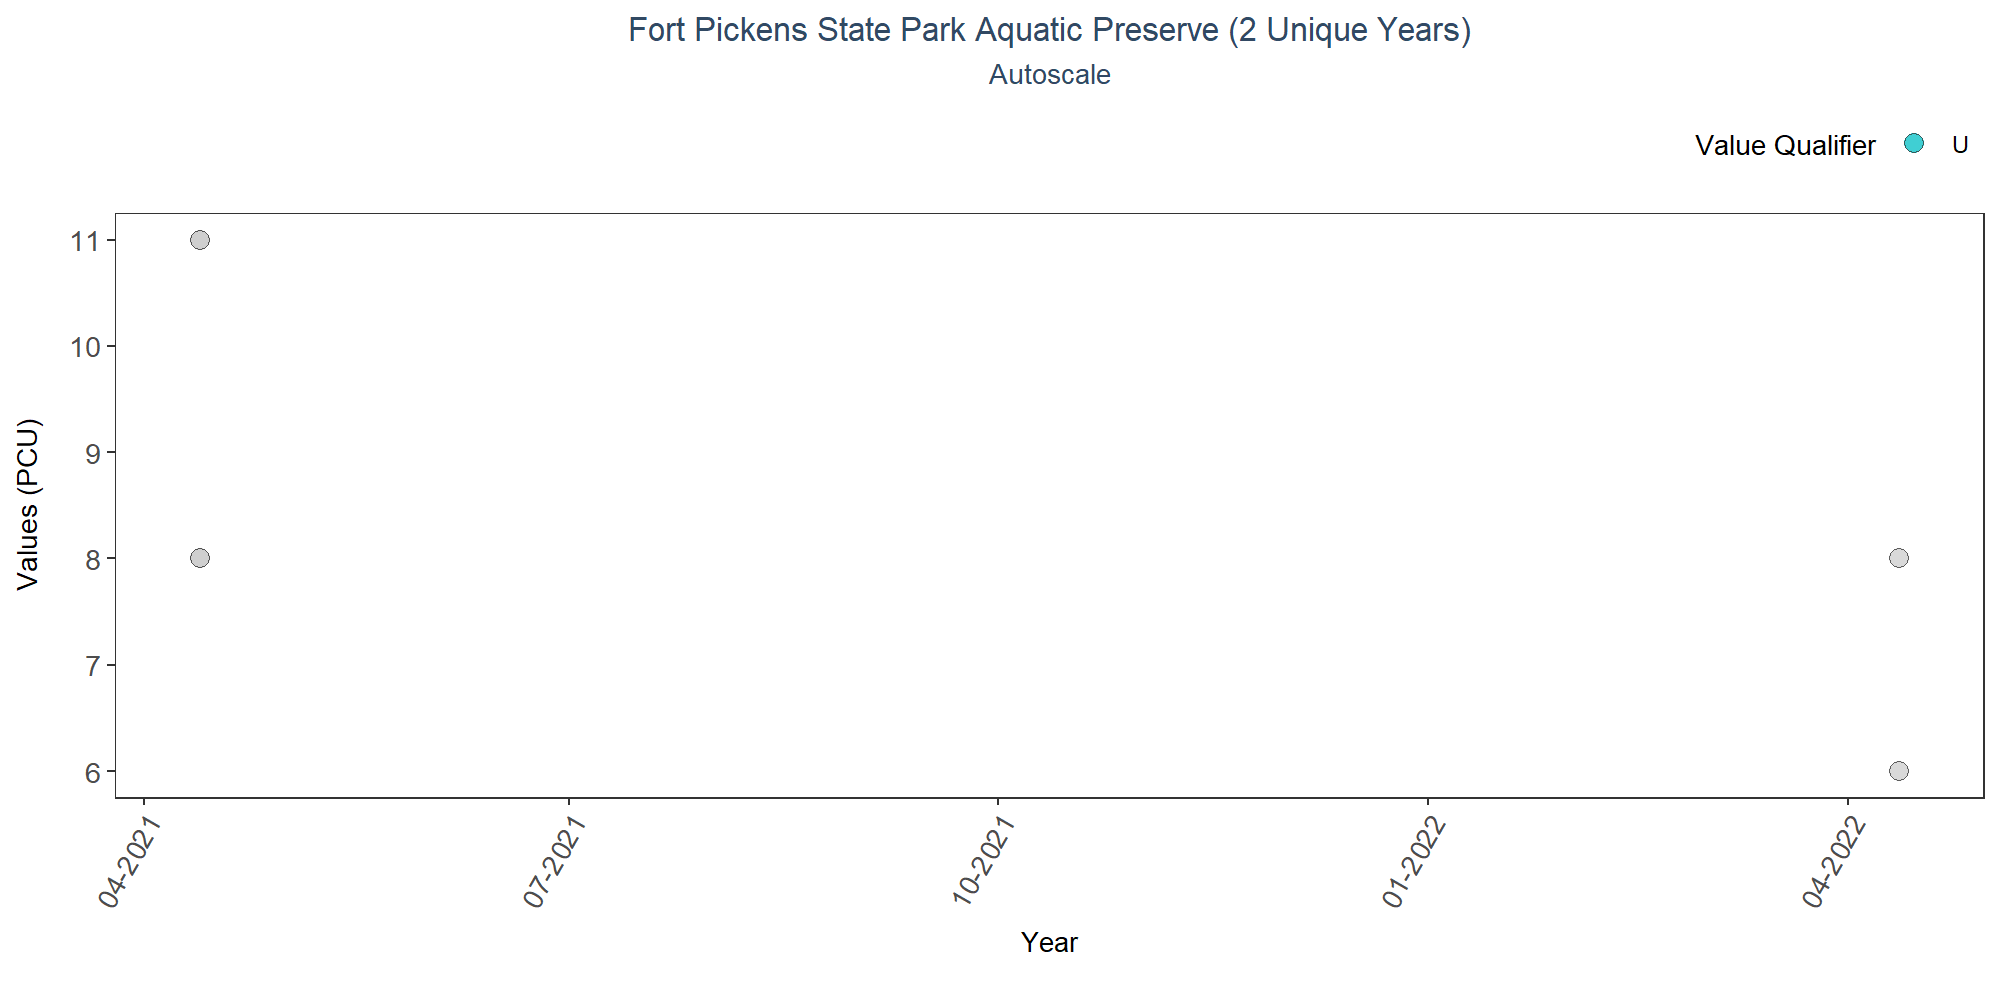 Fort Pickens State Park Aquatic Preserve (2 Unique Years)
Autoscale
Value Qualifier U
Values (PCU)
11
10
9
8
7
6
04-2021
07-2021
10-2021
01-2022
04-2022
Year